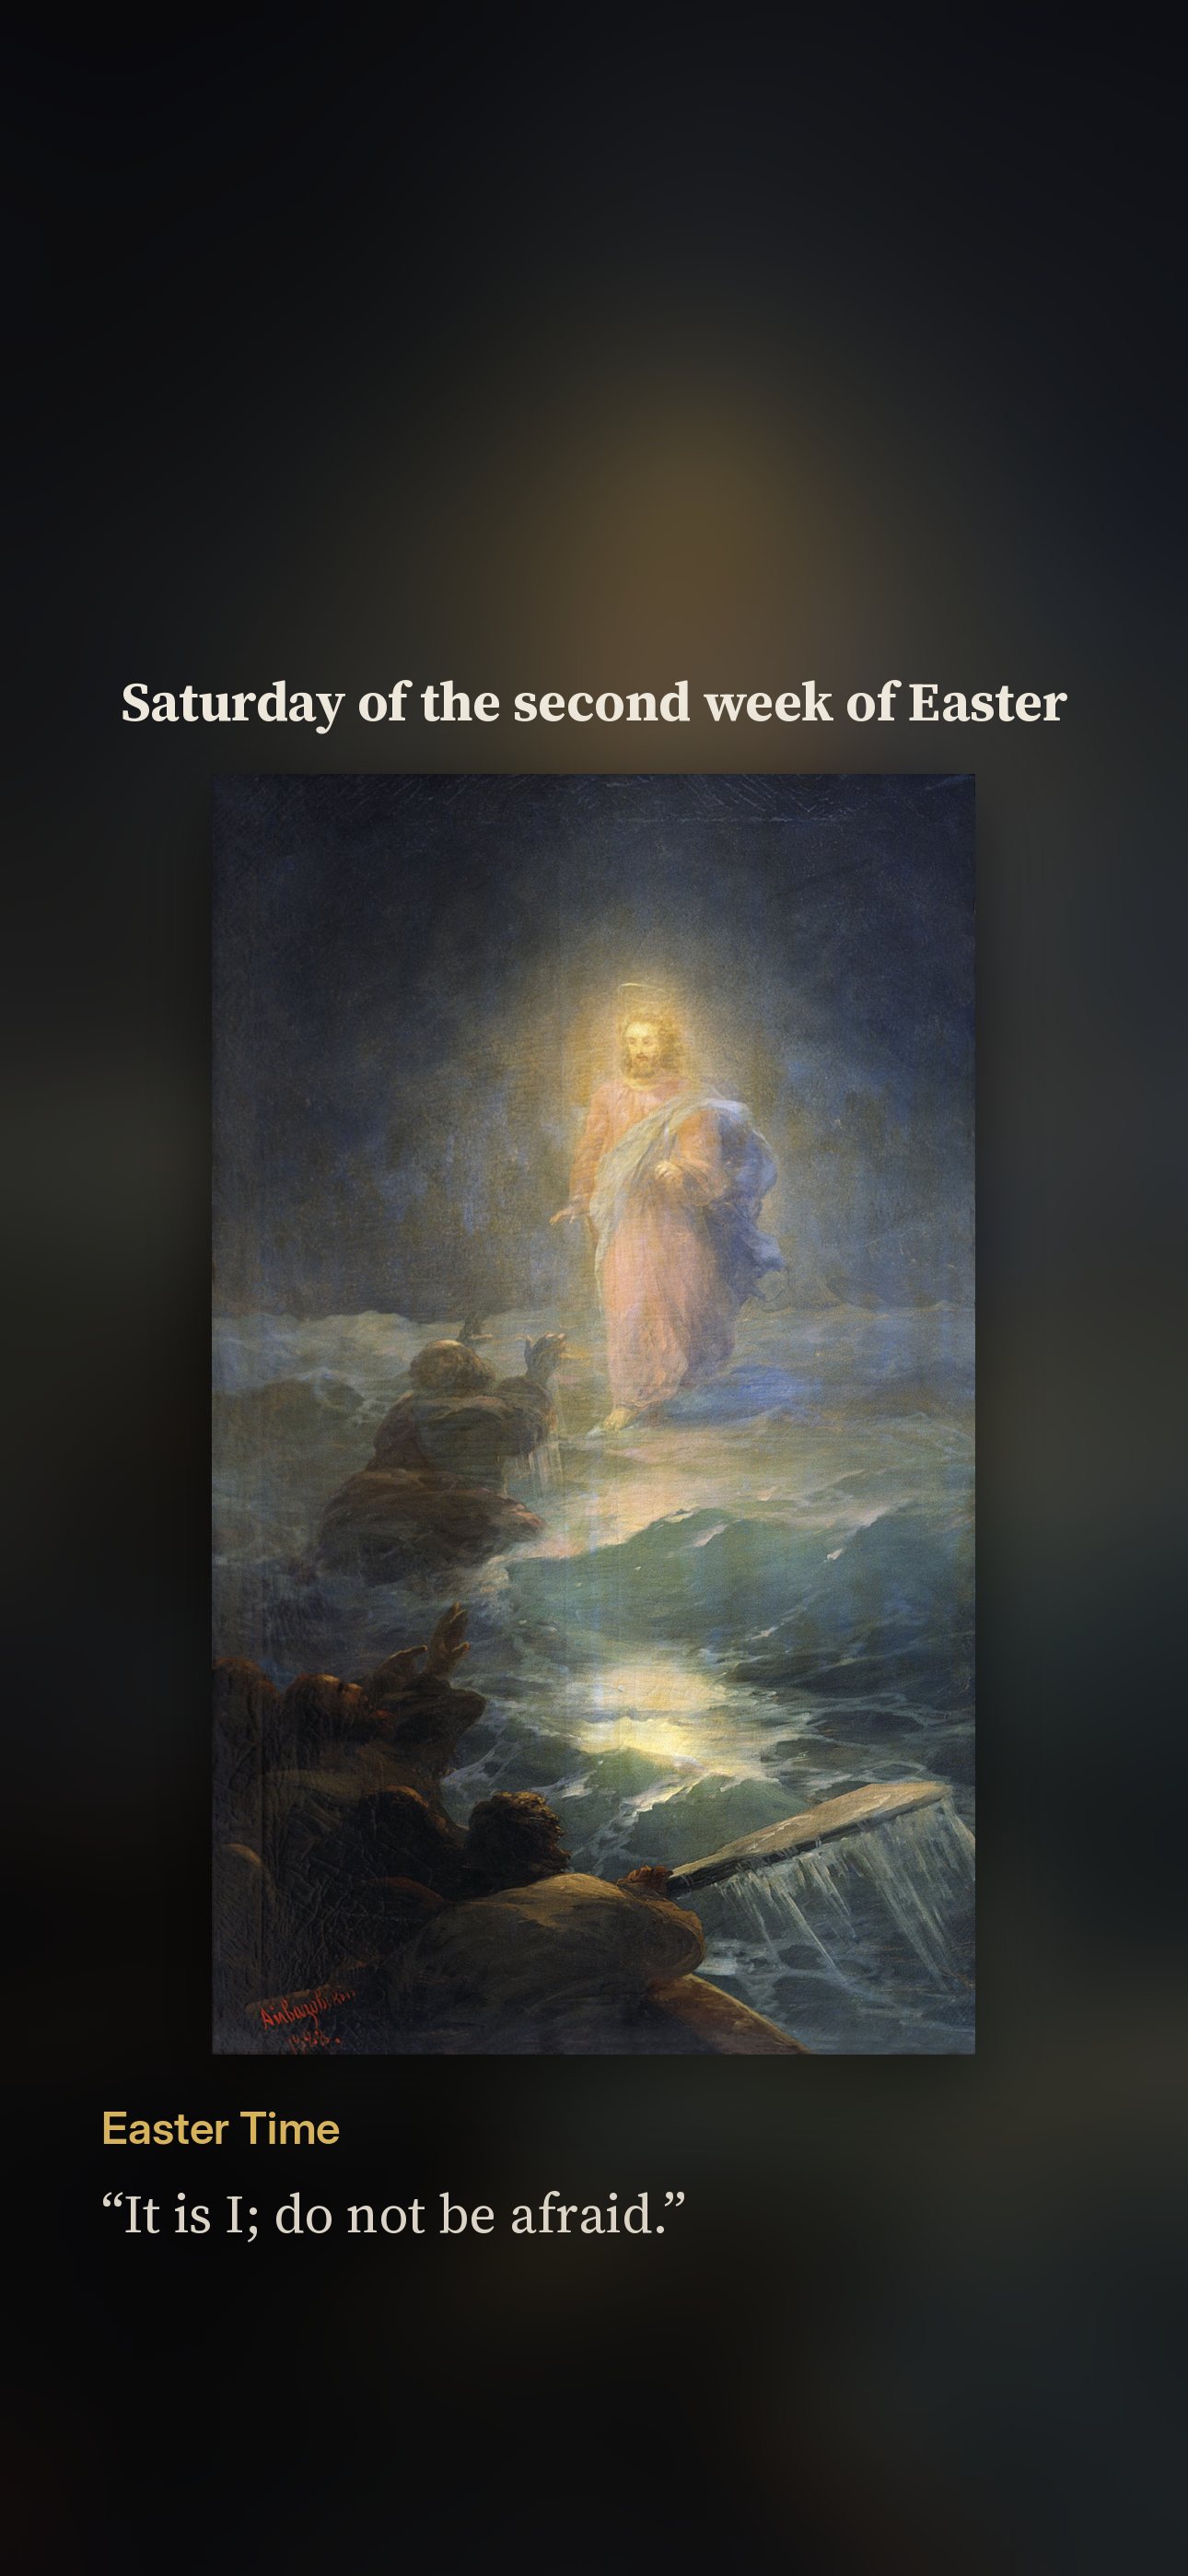 Saturday of the second week of Easter
Easter Time
“It is I; do not be afraid.”